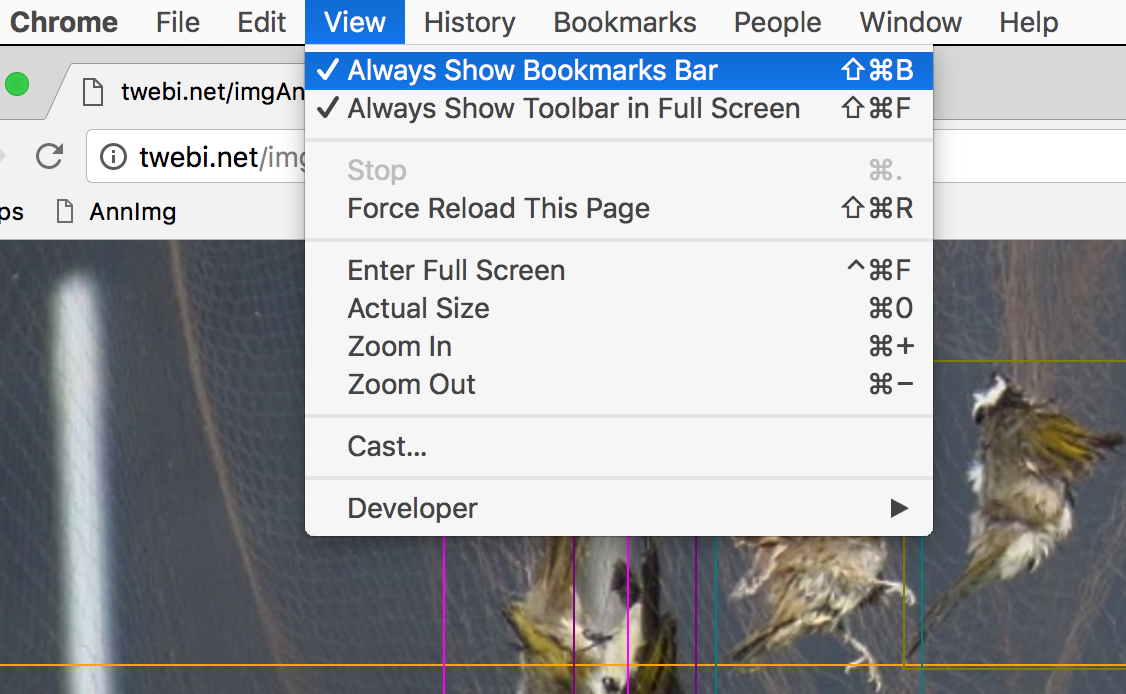 Chrome File Edit View History Bookmarks People Window Help
twebi.net/imgAn
twebi.net/img
ps AnnImg
✓ Always Show Bookmarks Bar ⇧⌘B
✓ Always Show Toolbar in Full Screen ⇧⌘F
Stop ⌘.
Force Reload This Page ⇧⌘R
Enter Full Screen ^⌘F
Actual Size ⌘0
Zoom In ⌘+
Zoom Out ⌘−
Cast...
Developer ▶